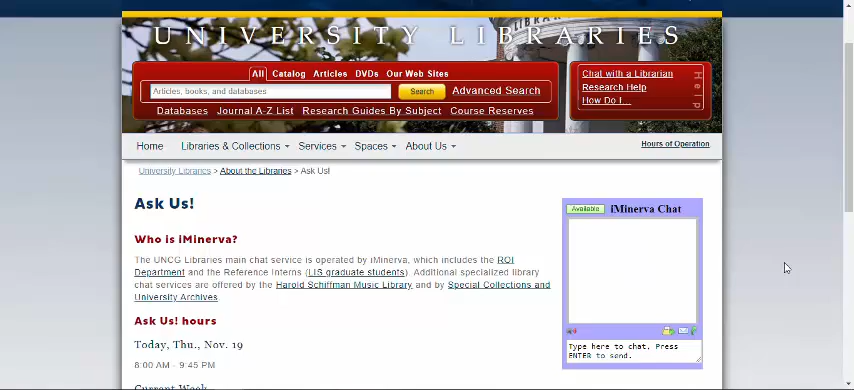 UNIVERSITY LIBRARIES
All Catalog Articles DVDs Our Web Sites
Articles, books, and databases Search Advanced Search
Databases Journal A-Z List Research Guides By Subject Course Reserves
Chat with a Librarian
Research Help
How Do I...
Help
Home Libraries & Collections Services Spaces About Us Hours of Operation
University Libraries > About the Libraries > Ask Us!
Ask Us!
Who is iMinerva?
The UNCG Libraries main chat service is operated by iMinerva, which includes the ROI
Department and the Reference Interns (LIS graduate students). Additional specialized library
chat services are offered by the Harold Schiffman Music Library and by Special Collections and
University Archives.
Ask Us! hours
Today, Thu., Nov. 19
8:00 AM - 9:45 PM
Current Week
Available iMinerva Chat
Type here to chat. Press
ENTER to send.